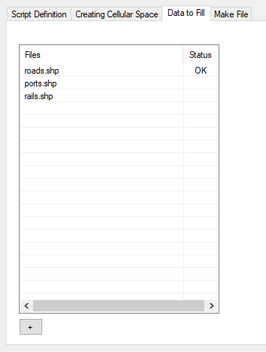 Script Definition Creating Cellular Space Data to Fill Make File
Files Status
roads.shp OK
ports.shp
rails.shp
+